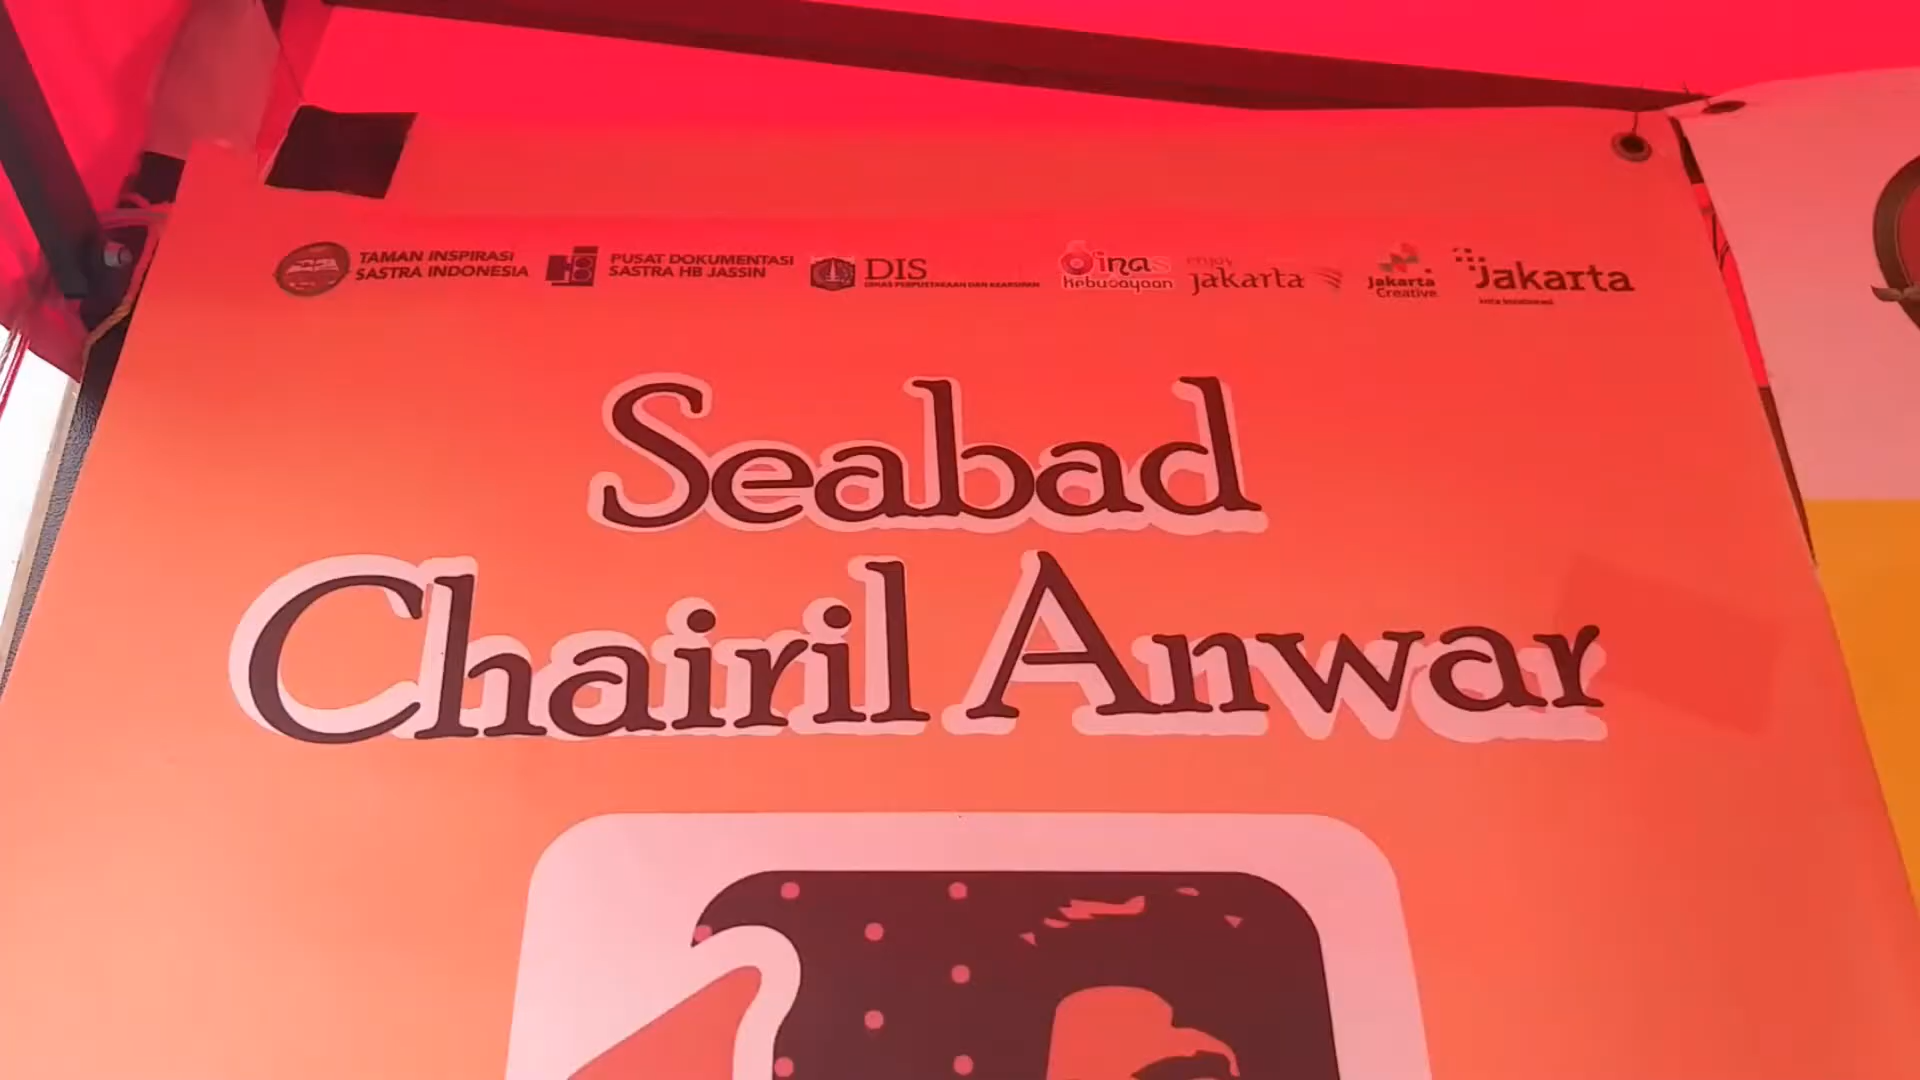 TAMAN INSPIRASI
SASTRA INDONESIA
PUSAT DOKUMENTASI
SASTRA HB JASSIN
DIS
DINAS PERPUSTAKAAN DAN KEARSIPAN
Dinas
Kebudayaan
enjoy
jakarta
Jakarta
Creative
Jakarta
kota kolaborasi
Seabad
Chairil Anwar